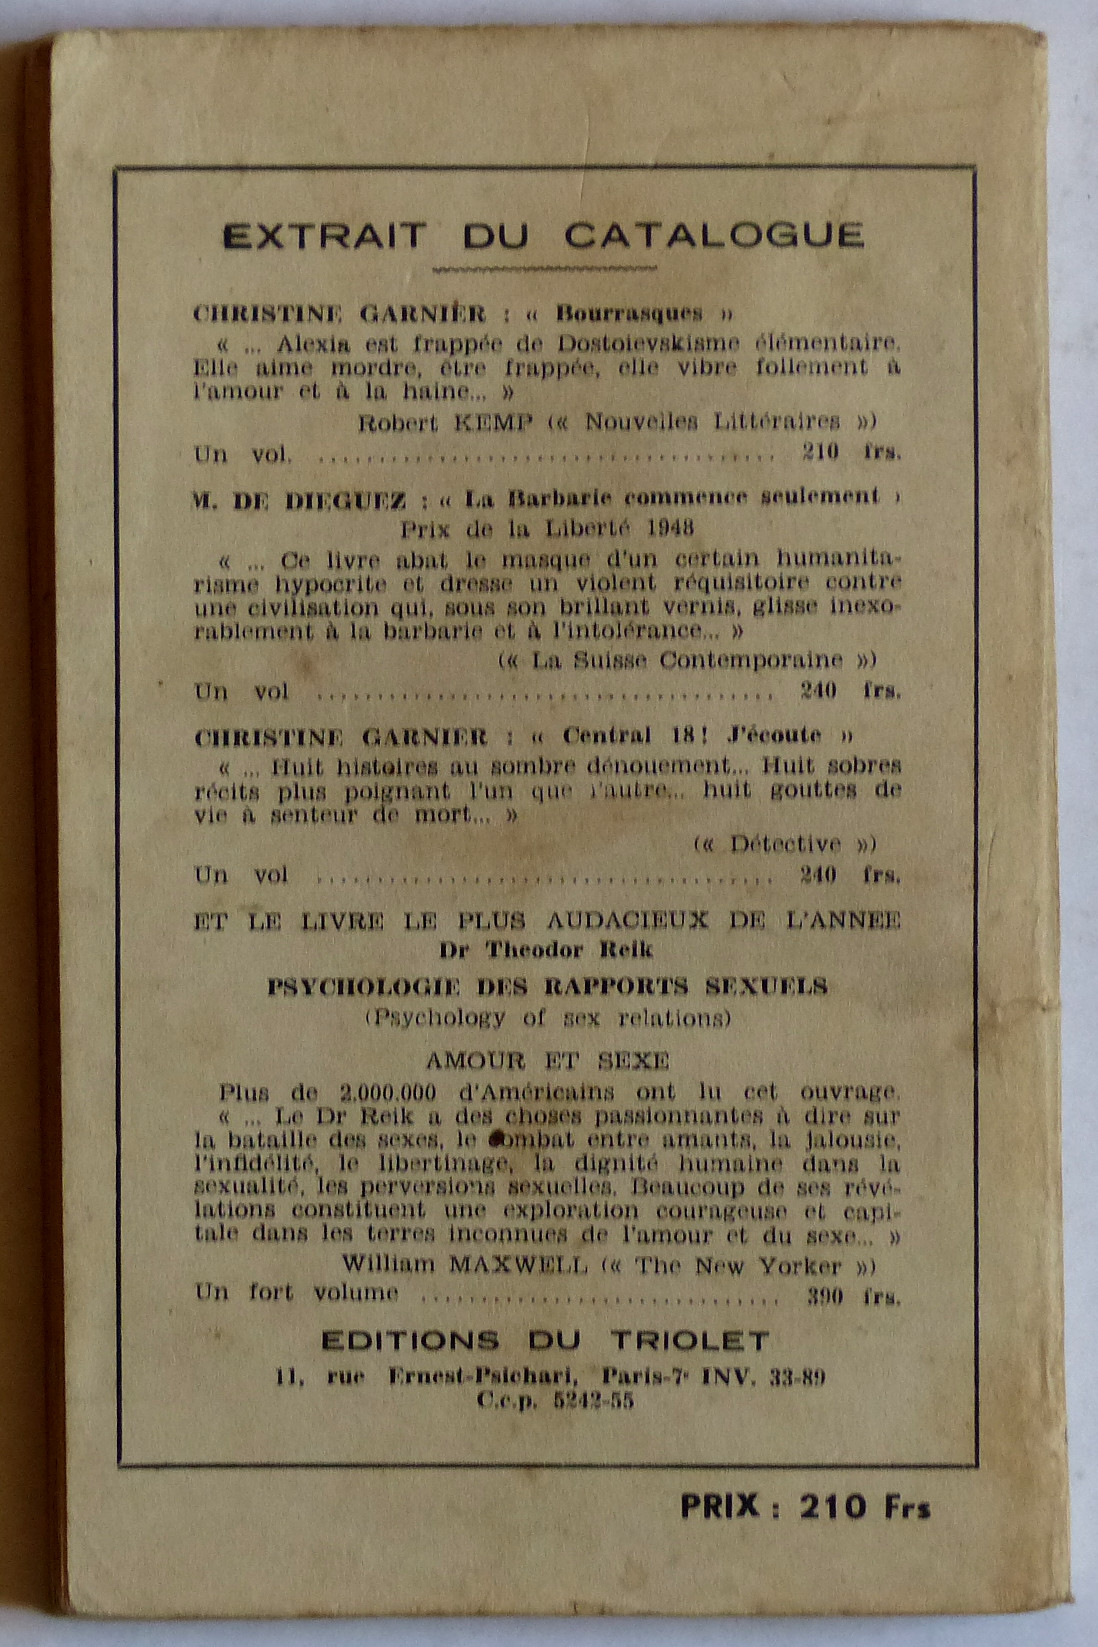 EXTRAIT DU CATALOGUE
CHRISTINE GARNIÈR : « Bourrasques »
« ... Alexia est frappée de Dostoievskisme élémentaire.
Elle aime mordre, être frappée, elle vibre follement à
l'amour et à la haine... »
Robert KEMP (« Nouvelles Littéraires »)
Un vol. ........................................ 210 frs.
M. DE DIEGUEZ : « La Barbarie commence seulement ›
Prix de la Liberté 1948
« ... Ce livre abat le masque d'un certain humanita-
risme hypocrite et dresse un violent réquisitoire contre
une civilisation qui, sous son brillant vernis, glisse inexo-
rablement à la barbarie et à l'intolérance... »
(« La Suisse Contemporaine »)
Un vol ........................................ 240 frs.
CHRISTINE GARNIER : « Central 18! J'écoute »
« ... Huit histoires au sombre dénouement... Huit sobres
récits plus poignant l'un que l'autre... huit gouttes de
vie à senteur de mort... »
(« Détective »)
Un vol ........................................ 240 frs.
ET LE LIVRE LE PLUS AUDACIEUX DE L'ANNEE
Dr Theodor Reik
PSYCHOLOGIE DES RAPPORTS SEXUELS
(Psychology of sex relations)
AMOUR ET SEXE
Plus de 2.000.000 d'Américains ont lu cet ouvrage.
« ... Le Dr Reik a des choses passionnantes à dire sur
la bataille des sexes, le combat entre amants, la jalousie,
l'infidélité, le libertinage, la dignité humaine dans la
sexualité, les perversions sexuelles. Beaucoup de ses révé-
lations constituent une exploration courageuse et capi-
tale dans les terres inconnues de l'amour et du sexe... »
William MAXWELL (« The New Yorker »)
Un fort volume .............................. 390 frs.
EDITIONS DU TRIOLET
11, rue Ernest-Psichari, Paris-7e INV. 33-89
C.c.p. 5242-55
PRIX : 210 Frs